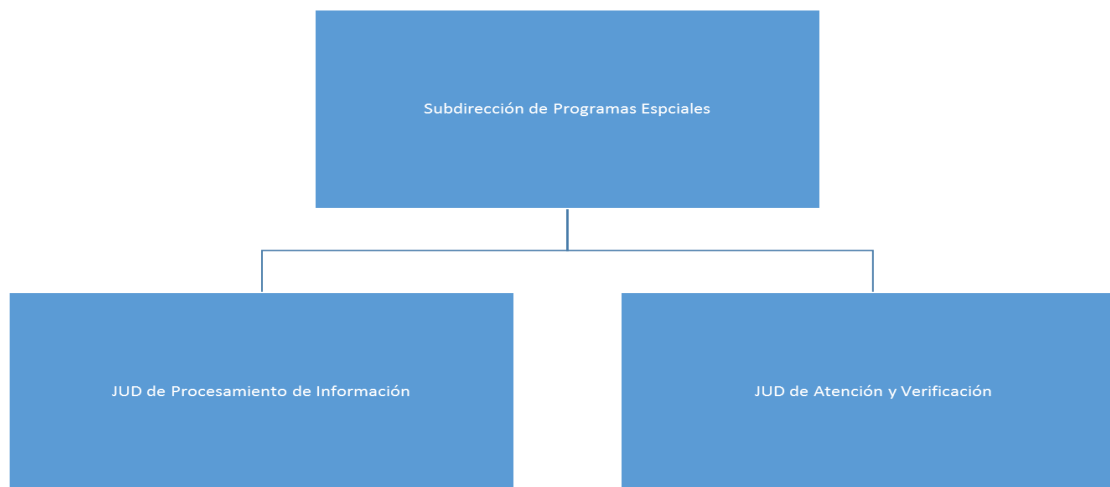 Subdirección de Programas Espciales
JUD de Procesamiento de Información
JUD de Atención y Verificación